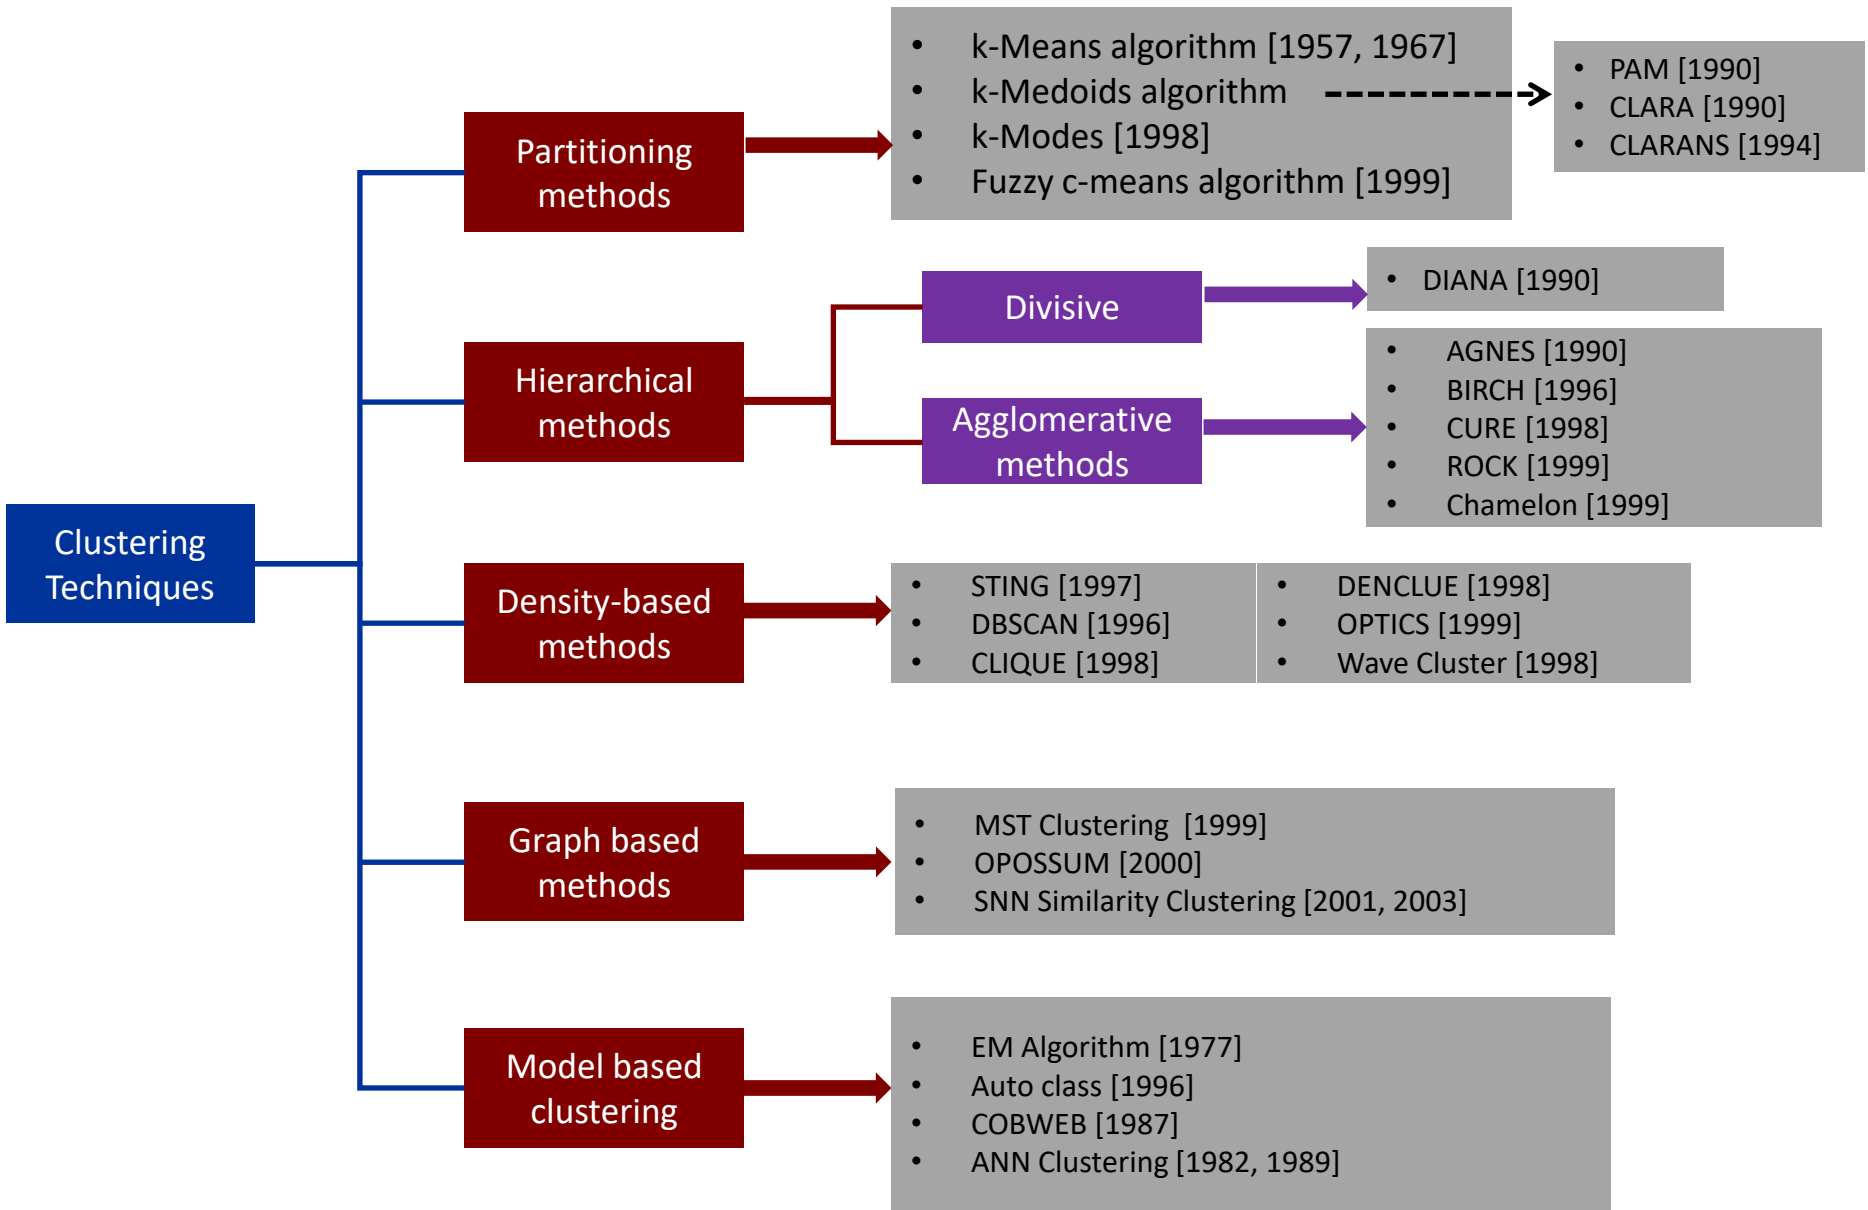 Clustering
Techniques
Partitioning
methods
• k-Means algorithm [1957, 1967]
• k-Medoids algorithm
• k-Modes [1998]
• Fuzzy c-means algorithm [1999]
• PAM [1990]
• CLARA [1990]
• CLARANS [1994]
Hierarchical
methods
Divisive
• DIANA [1990]
Agglomerative
methods
• AGNES [1990]
• BIRCH [1996]
• CURE [1998]
• ROCK [1999]
• Chamelon [1999]
Density-based
methods
• STING [1997]
• DBSCAN [1996]
• CLIQUE [1998]
• DENCLUE [1998]
• OPTICS [1999]
• Wave Cluster [1998]
Graph based
methods
• MST Clustering [1999]
• OPOSSUM [2000]
• SNN Similarity Clustering [2001, 2003]
Model based
clustering
• EM Algorithm [1977]
• Auto class [1996]
• COBWEB [1987]
• ANN Clustering [1982, 1989]